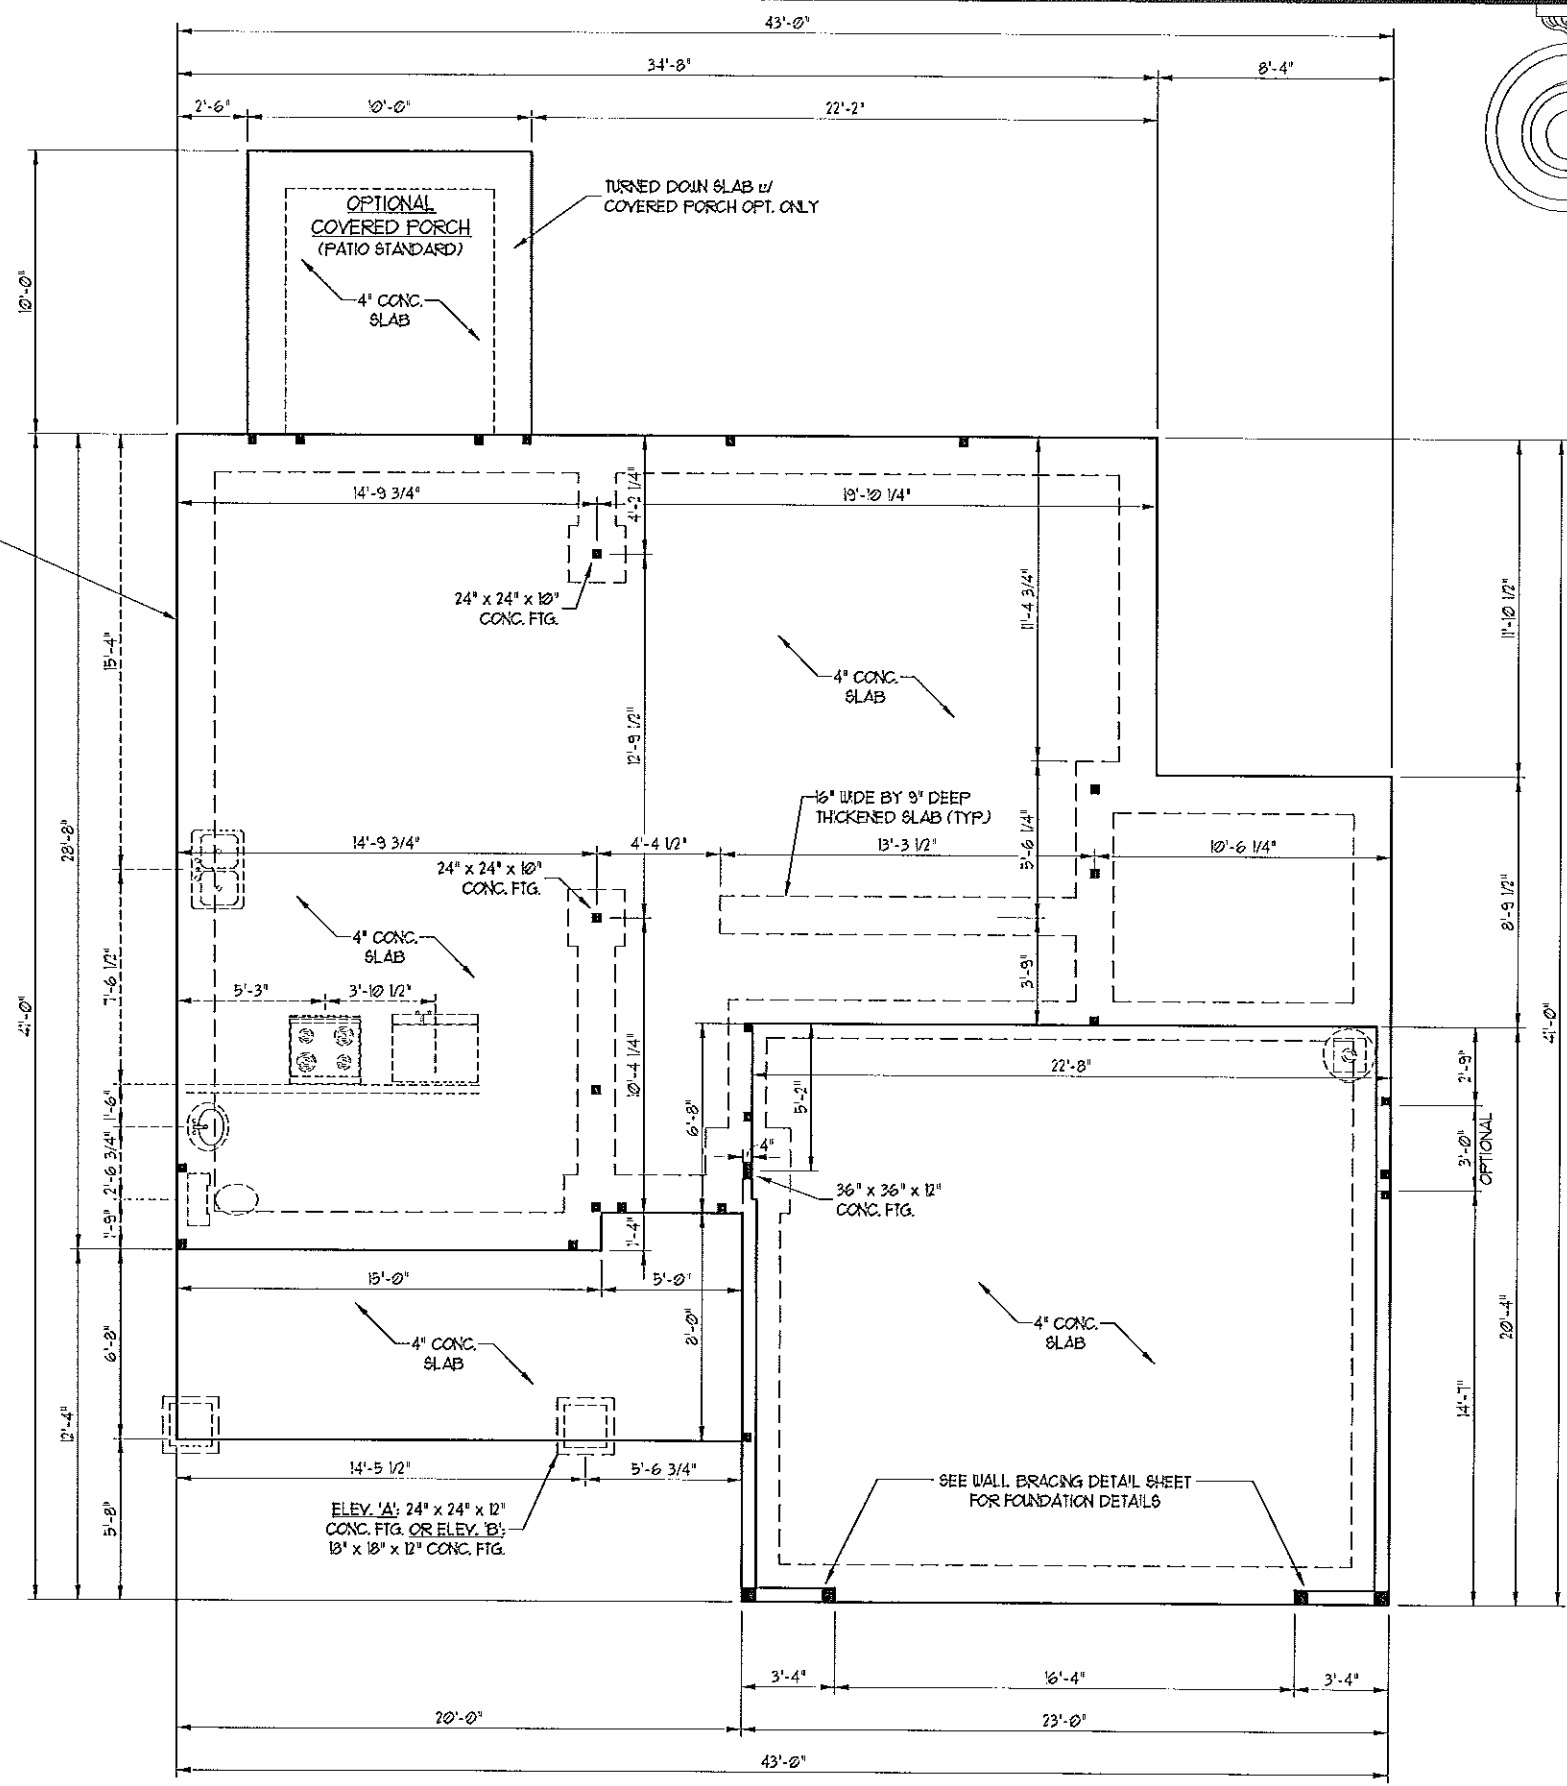 43'-0"
34'-8"
8'-4"
2'-6"
10'-0"
22'-2"
TURNED DOWN SLAB w/
COVERED PORCH OPT. ONLY
OPTIONAL
COVERED PORCH
(PATIO STANDARD)
10'-0"
4" CONC.
SLAB
14'-9 3/4"
4'-2 1/4"
19'-10 1/4"
24" x 24" x 10"
CONC. FTG.
11'-4 3/4"
11'-10 1/2"
15'-4"
4" CONC.
SLAB
12'-9 1/2"
16" WIDE BY 9" DEEP
THICKENED SLAB (TYP.)
28'-8"
14'-9 3/4"
4'-4 1/2"
13'-3 1/2"
5'-6 1/4"
10'-6 1/4"
8'-9 1/2"
24" x 24" x 10"
CONC. FTG.
4" CONC.
SLAB
41'-0"
7'-6 1/2"
5'-3"
3'-10 1/2"
3'-9"
41'-0"
22'-8"
2'-9"
10'-4 1/4"
6'-8"
5'-2"
1'-6"
2'-6 3/4"
1'-9"
4"
3'-0"
OPTIONAL
36" x 36" x 12"
CONC. FTG.
1'-4"
15'-0"
5'-0"
8'-0"
4" CONC.
SLAB
4" CONC.
SLAB
6'-8"
20'-4"
14'-7"
12'-4"
14'-5 1/2"
5'-6 3/4"
SEE WALL BRACING DETAIL SHEET
FOR FOUNDATION DETAILS
ELEV. 'A': 24" x 24" x 12"
CONC. FTG. OR ELEV. 'B':
18" x 18" x 12" CONC. FTG.
5'-8"
3'-4"
16'-4"
3'-4"
20'-0"
23'-0"
43'-0"